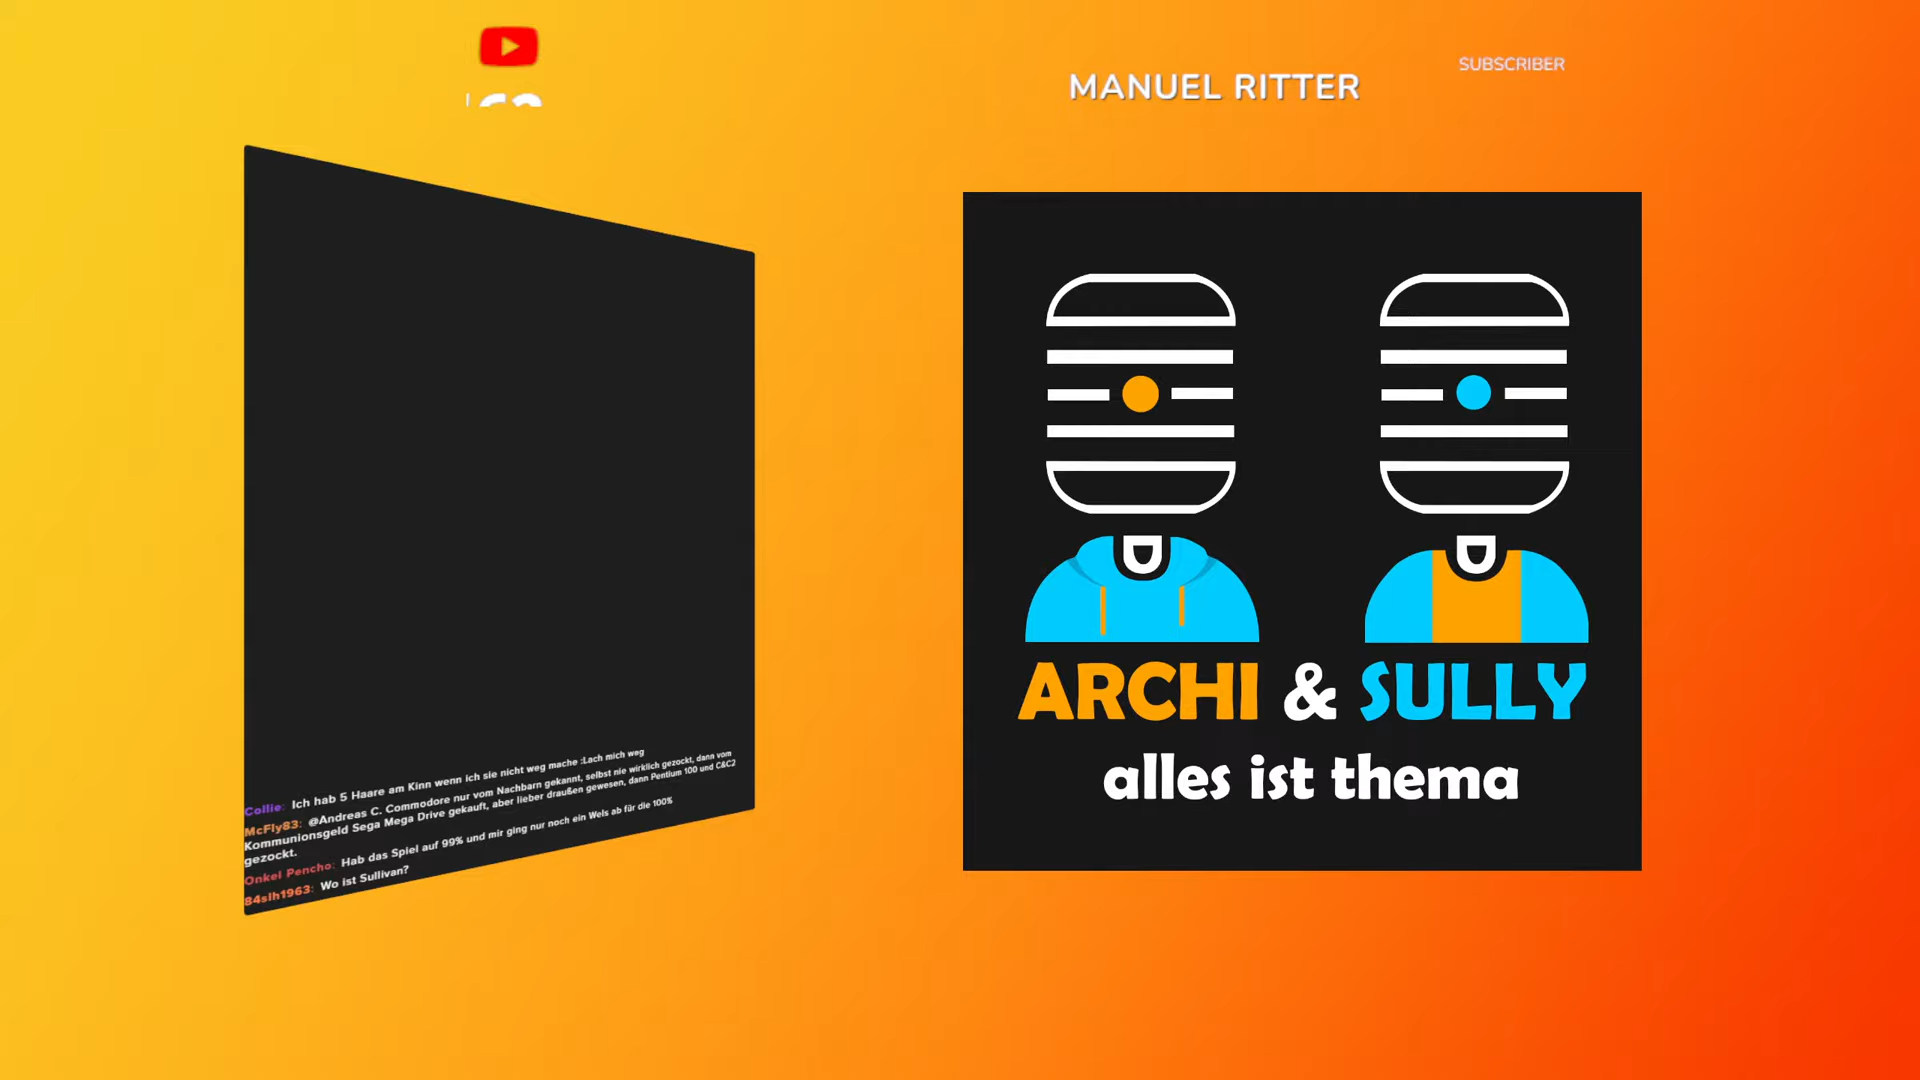 MANUEL RITTER
SUBSCRIBER
Collie: Ich hab 5 Haare am Kinn wenn ich sie nicht weg mache :Lach mich weg
McFly83: @Andreas C. Commodore nur vom Nachbarn gekannt, selbst nie wirklich gezockt, dann vom
Kommunionsgeld Sega Mega Drive gekauft, aber lieber draußen gewesen, dann Pentium 100 und C&C2
gezockt.
Onkel Pencho: Hab das Spiel auf 99% und mir ging nur noch ein Wels ab für die 100%
84slh1963: Wo ist Sullivan?
ARCHI & SULLY
alles ist thema